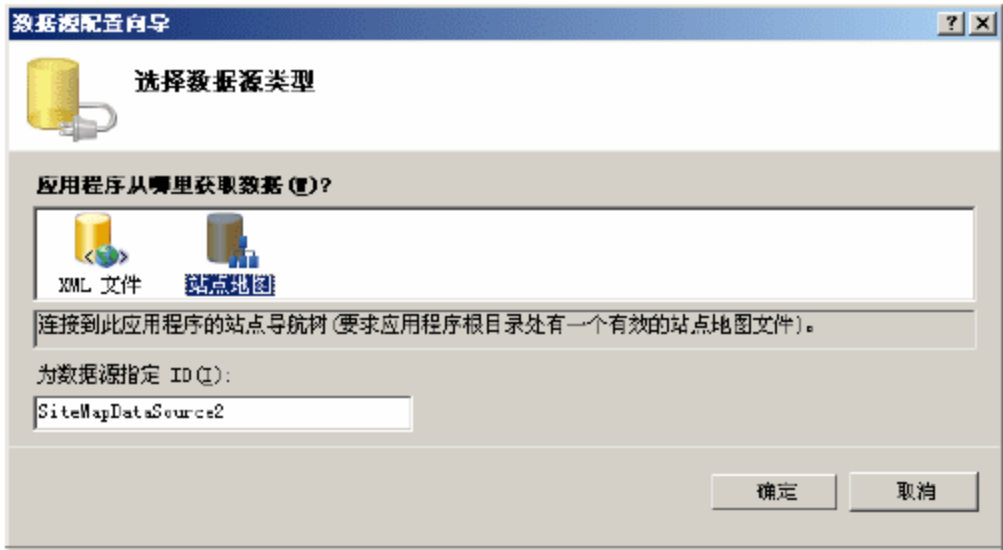 数据源配置向导
选择数据源类型
应用程序从哪里获取数据(W)?
XML 文件 站点地图
连接到此应用程序的站点导航树(要求应用程序根目录处有一个有效的站点地图文件)。
为数据源指定 ID(I):
SiteMapDataSource2
确定 取消